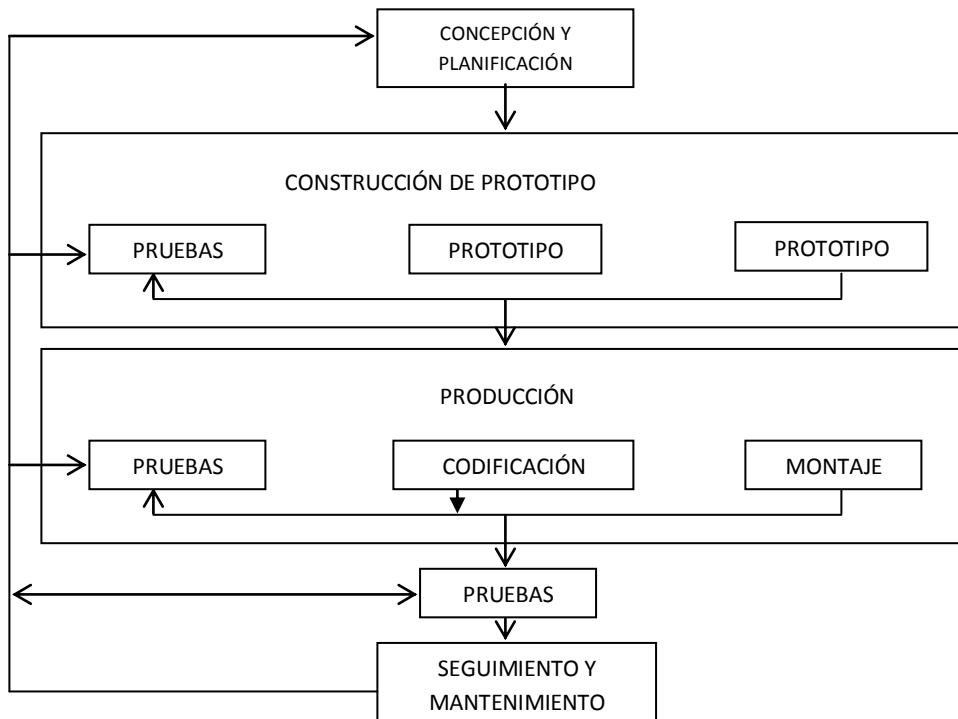 CONCEPCIÓN Y
PLANIFICACIÓN
CONSTRUCCIÓN DE PROTOTIPO
PRUEBAS
PROTOTIPO
PROTOTIPO
PRODUCCIÓN
PRUEBAS
CODIFICACIÓN
MONTAJE
PRUEBAS
SEGUIMIENTO Y
MANTENIMIENTO